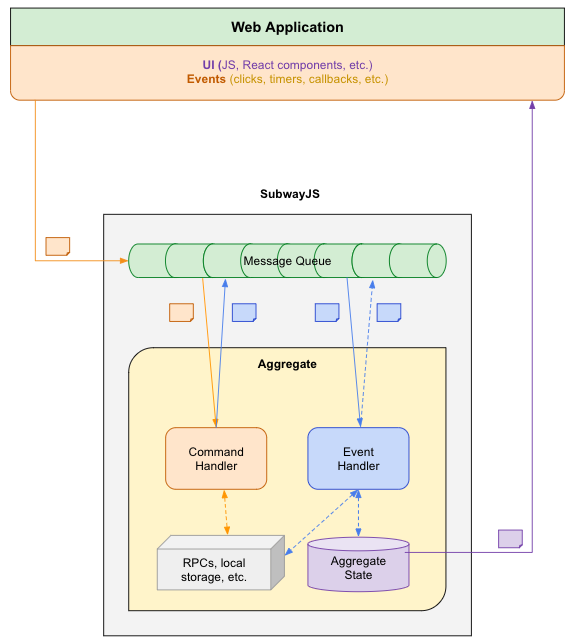 Web Application
UI (JS, React components, etc.)
Events (clicks, timers, callbacks, etc.)
SubwayJS
Message Queue
Aggregate
Command
Handler
Event
Handler
RPCs, local
storage, etc.
Aggregate
State